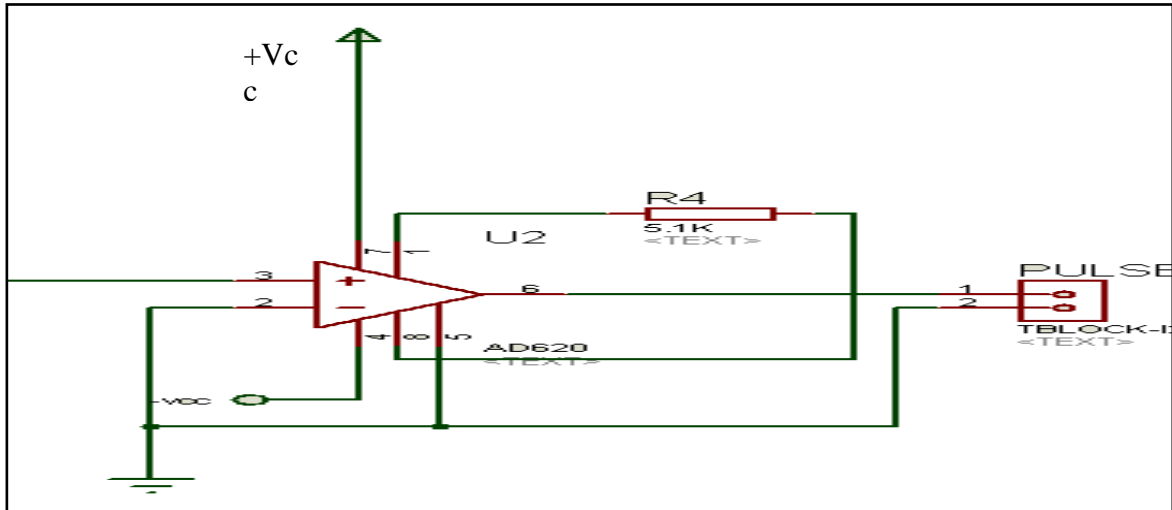 +Vc
c
R4
5.1K
<TEXT>
U2
7
1
3
2
6
4
8
5
AD620
<TEXT>
-vcc
PULSE
1
2
TBLOCK-I
<TEXT>